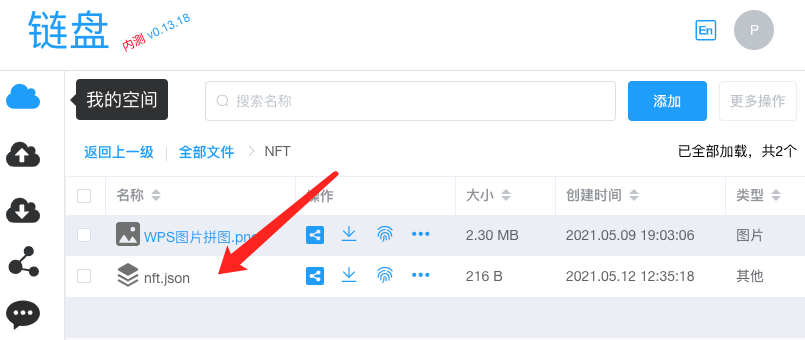 链盘 内测 v0.13.18
En P
我的空间 搜索名称 添加 更多操作
返回上一级 全部文件 > NFT 已全部加载，共2个
名称 操作 大小 创建时间 类型
WPS图片拼图.png 2.30 MB 2021.05.09 19:03:06 图片
nft.json 216 B 2021.05.12 12:35:18 其他